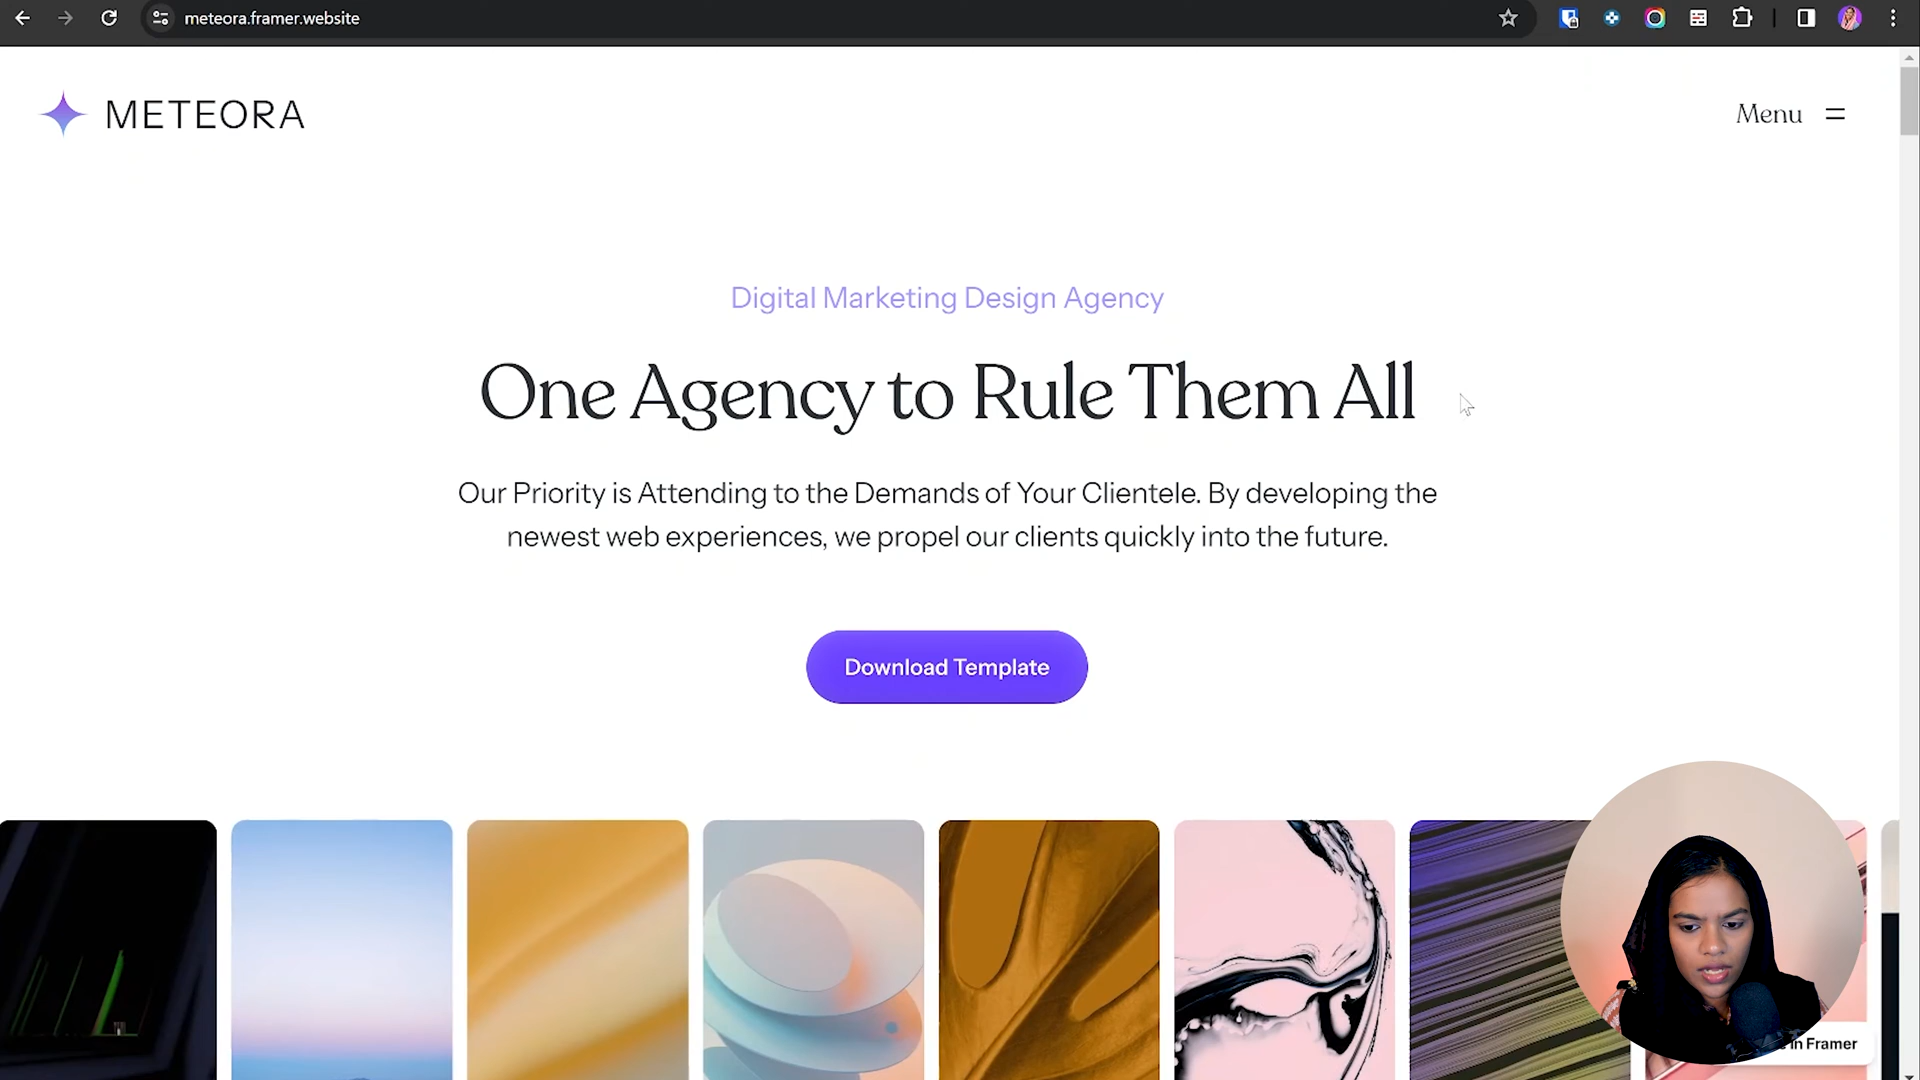 meteora.framer.website
METEORA
Menu
Digital Marketing Design Agency
One Agency to Rule Them All
Our Priority is Attending to the Demands of Your Clientele. By developing the
newest web experiences, we propel our clients quickly into the future.
Download Template
in Framer